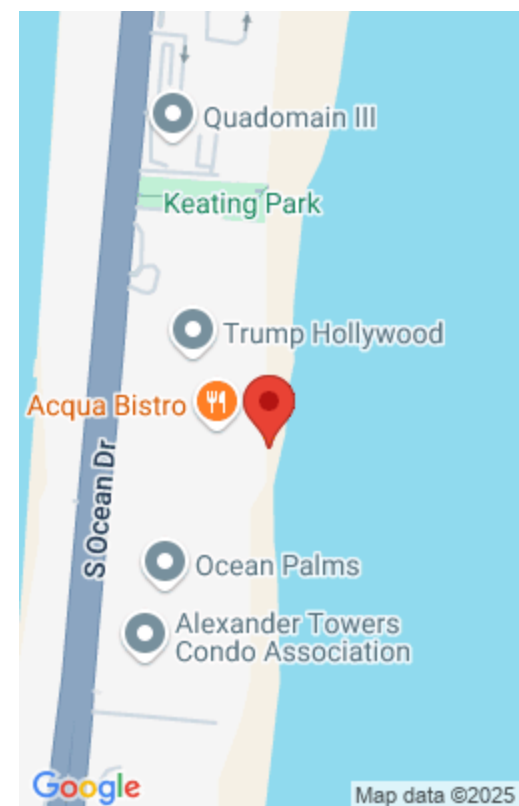 Quadomain III
Keating Park
Trump Hollywood
Acqua Bistro
S Ocean Dr
Ocean Palms
Alexander Towers
Condo Association
Google
Map data ©2025